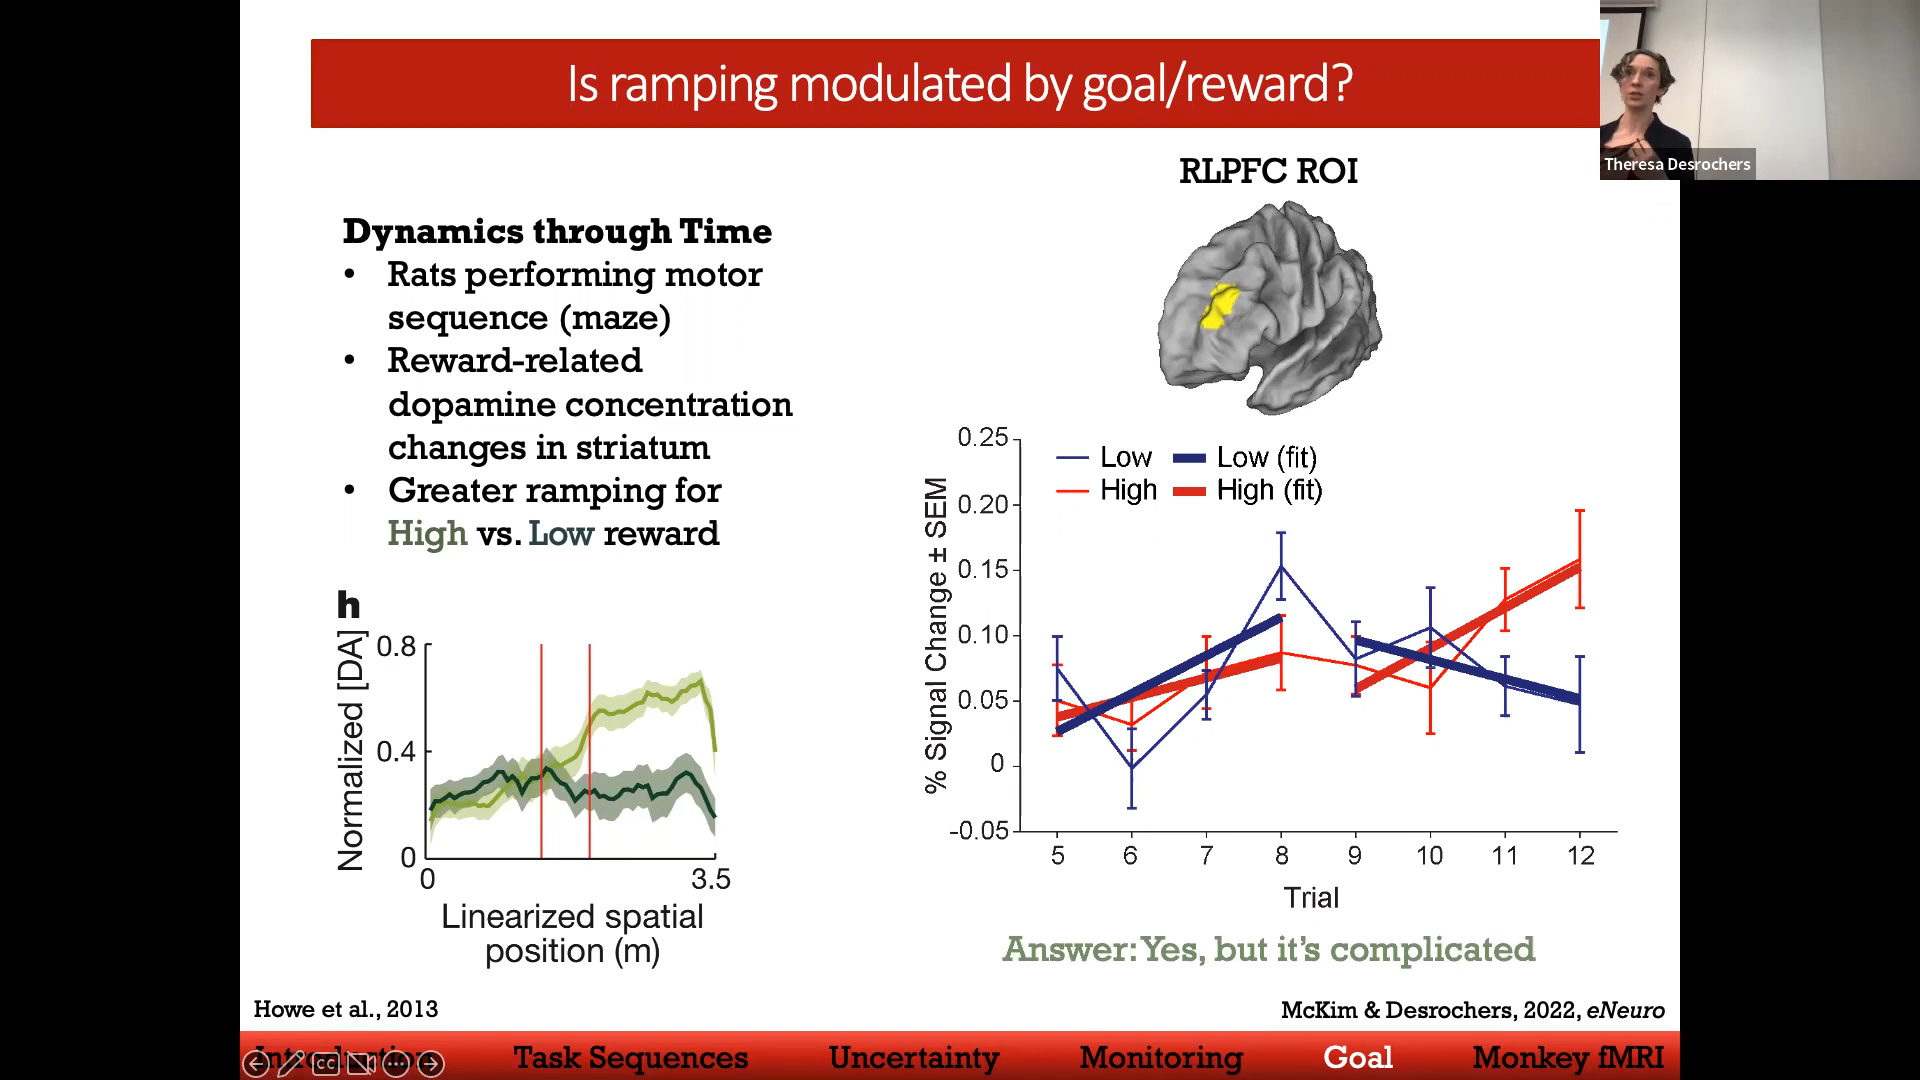 Is ramping modulated by goal/reward?
Theresa Desrochers
Dynamics through Time
• Rats performing motor
sequence (maze)
• Reward-related
dopamine concentration
changes in striatum
• Greater ramping for
High vs. Low reward
h
Normalized [DA]
0.8
0.4
0
0
3.5
Linearized spatial
position (m)
Howe et al., 2013
RLPFC ROI
% Signal Change ± SEM
0.25
0.20
0.15
0.10
0.05
0
-0.05
Low
Low (fit)
High
High (fit)
5 6 7 8 9 10 11 12
Trial
Answer: Yes, but it's complicated
McKim & Desrochers, 2022, eNeuro
Introduction Task Sequences Uncertainty Monitoring Goal Monkey fMRI
CC